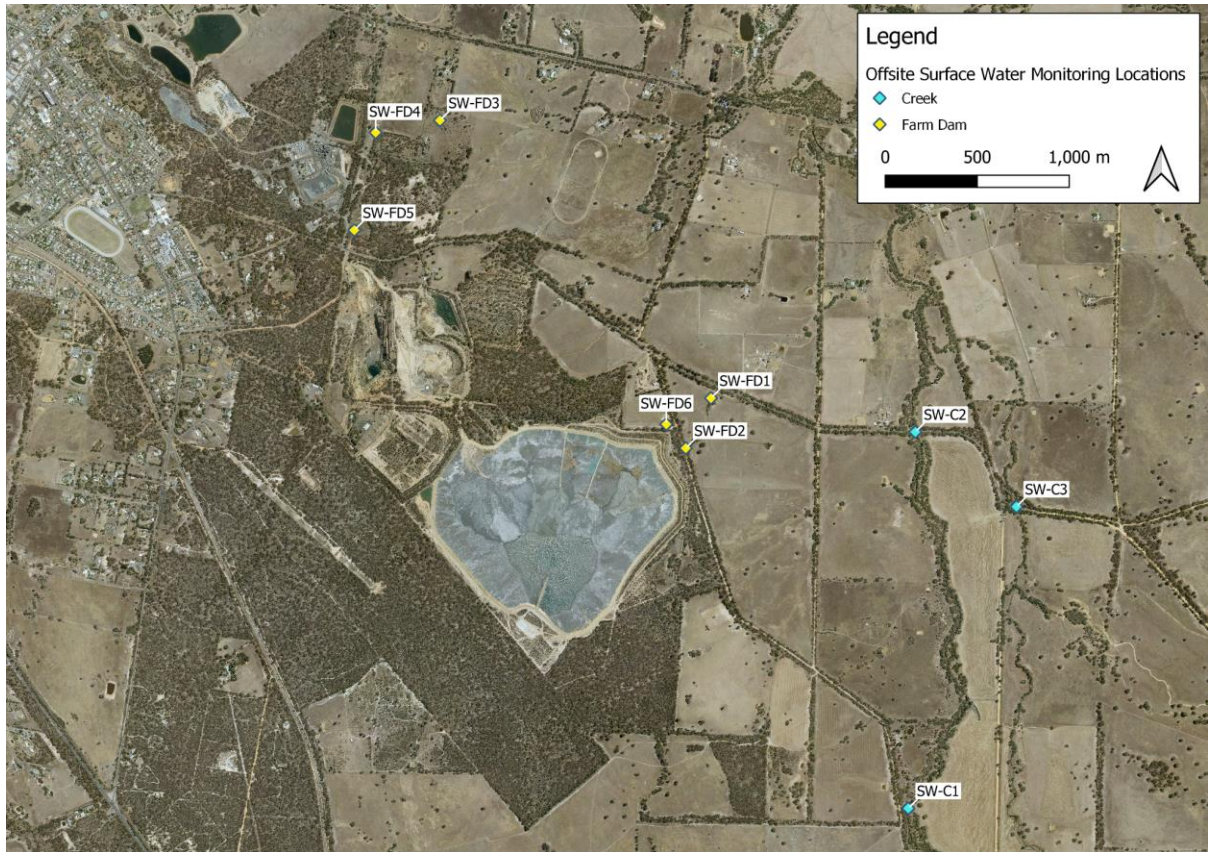 Legend
Offsite Surface Water Monitoring Locations
Creek
Farm Dam
0 500 1,000 m
SW-FD3
SW-FD4
SW-FD5
SW-FD1
SW-FD6
SW-FD2
SW-C2
SW-C3
SW-C1